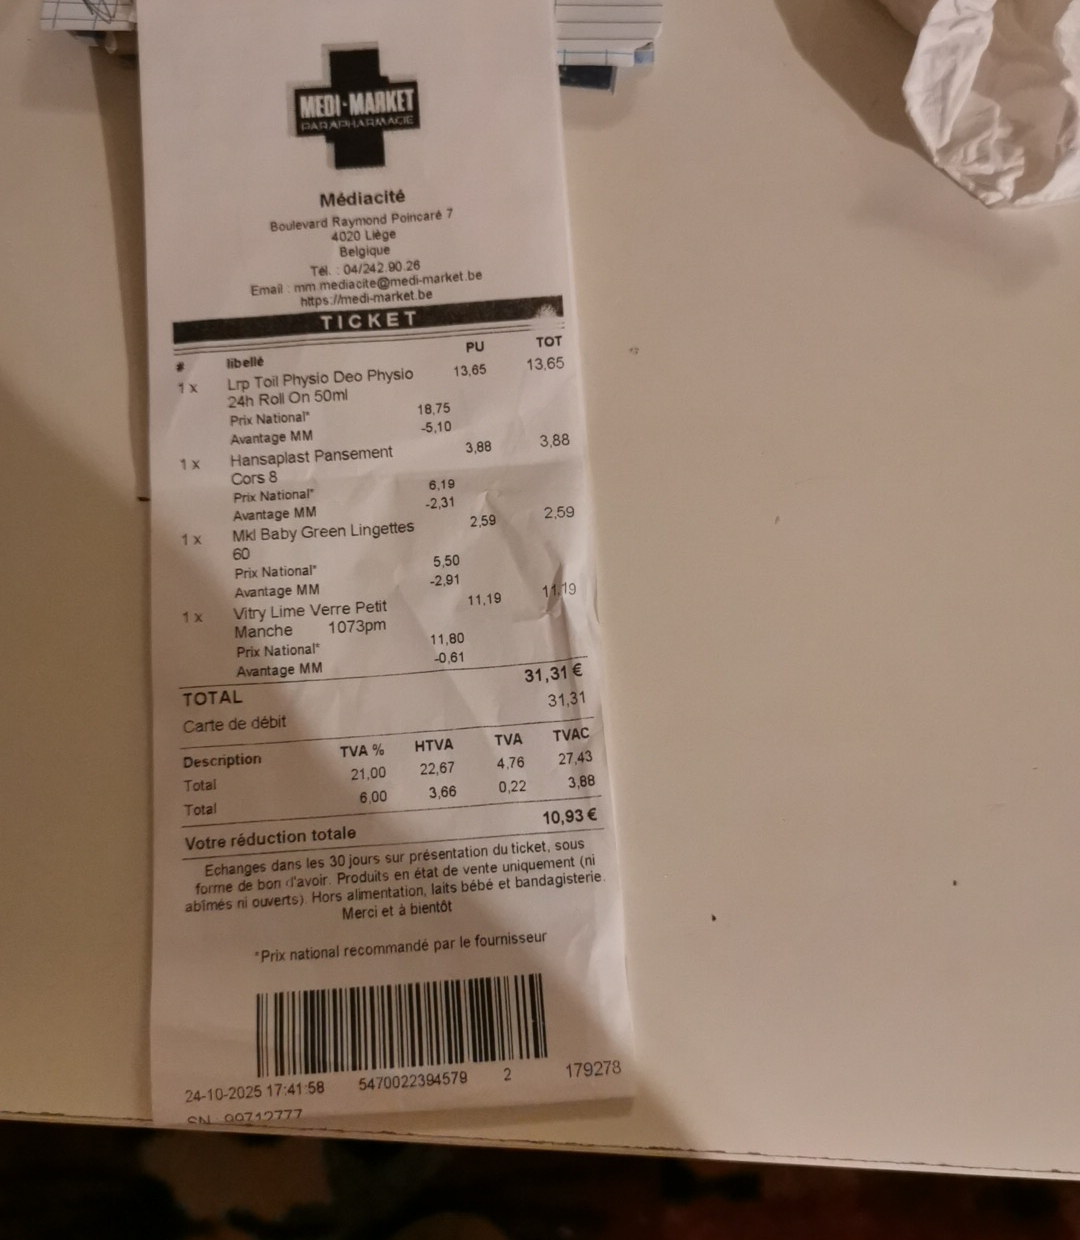 MEDI-MARKET
PARAPHARMACIE
Médiacité
Boulevard Raymond Poincaré 7
4020 Liège
Belgique
Tél. : 04/242.90.26
Email : mm.mediacite@medi-market.be
https://medi-market.be
TICKET
# libellé PU TOT
1 x Lrp Toil Physio Deo Physio 13,65 13,65
24h Roll On 50ml
Prix National* 18,75
Avantage MM -5,10
1 x Hansaplast Pansement 3,88 3,88
Cors 8
Prix National* 6,19
Avantage MM -2,31
1 x Mkl Baby Green Lingettes 2,59 2,59
60
Prix National* 5,50
Avantage MM -2,91
1 x Vitry Lime Verre Petit 11,19 11,19
Manche 1073pm
Prix National* 11,80
Avantage MM -0,61
TOTAL 31,31 €
Carte de débit 31,31
Description TVA % HTVA TVA TVAC
Total 21,00 22,67 4,76 27,43
Total 6,00 3,66 0,22 3,88
Votre réduction totale 10,93 €
Echanges dans les 30 jours sur présentation du ticket, sous
forme de bon d'avoir. Produits en état de vente uniquement (ni
abîmés ni ouverts). Hors alimentation, laits bébé et bandagisterie.
Merci et à bientôt
*Prix national recommandé par le fournisseur
24-10-2025 17:41:58 5470022394579 2 179278
SN : 99712777